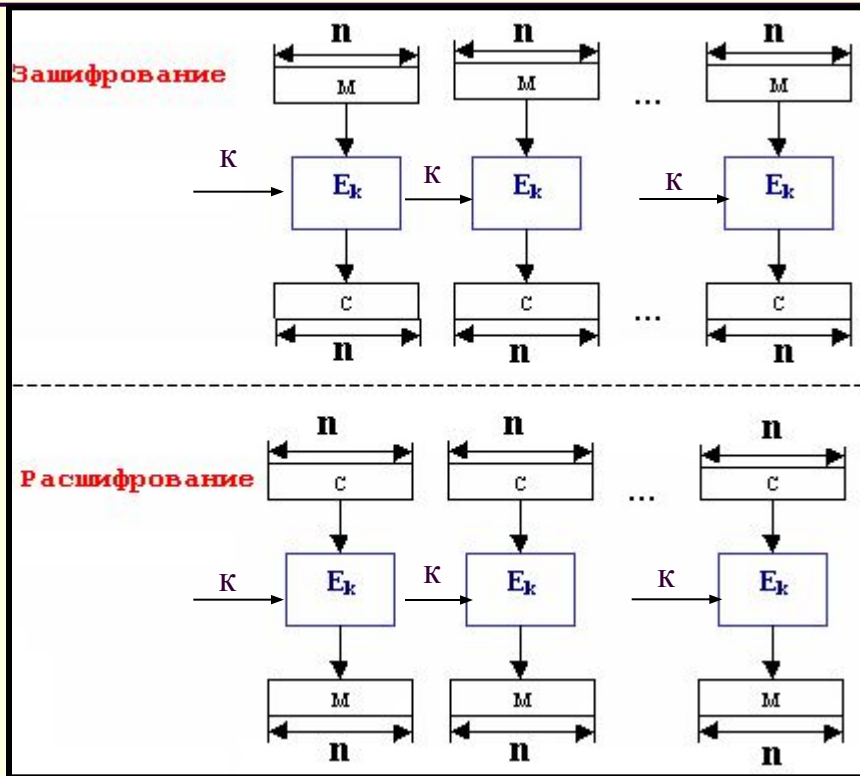 n n n
Зашифрование
M M ... M
К К К
Ek Ek Ek
C C ... C
n n n
n n n
Расшифрование
C C ... C
К К К
Ek Ek Ek
M M M
n n n